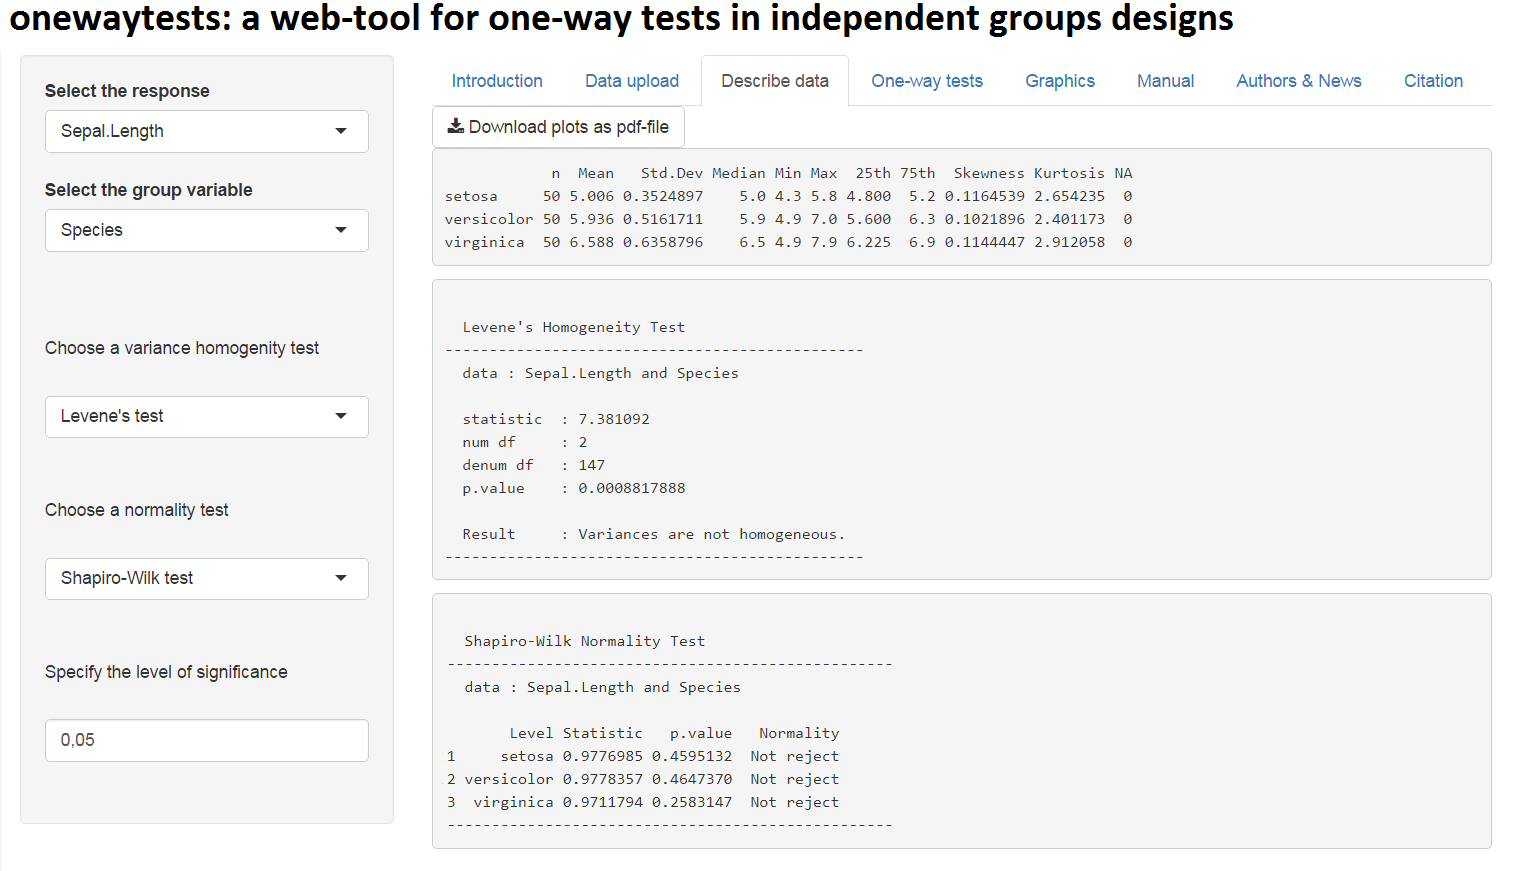 onewaytests: a web-tool for one-way tests in independent groups designs
Select the response
Sepal.Length
Select the group variable
Species
Choose a variance homogenity test
Levene's test
Choose a normality test
Shapiro-Wilk test
Specify the level of significance
0,05
Introduction Data upload Describe data One-way tests Graphics Manual Authors & News Citation
Download plots as pdf-file
n Mean Std.Dev Median Min Max 25th 75th Skewness Kurtosis NA
setosa 50 5.006 0.3524897 5.0 4.3 5.8 4.800 5.2 0.1164539 2.654235 0
versicolor 50 5.936 0.5161711 5.9 4.9 7.0 5.600 6.3 0.1021896 2.401173 0
virginica 50 6.588 0.6358796 6.5 4.9 7.9 6.225 6.9 0.1144447 2.912058 0
Levene's Homogeneity Test
-----------------------------------------------
data : Sepal.Length and Species
statistic : 7.381092
num df : 2
denum df : 147
p.value : 0.0008817888
Result : Variances are not homogeneous.
-----------------------------------------------
Shapiro-Wilk Normality Test
--------------------------------------------------
data : Sepal.Length and Species
Level Statistic p.value Normality
1 setosa 0.9776985 0.4595132 Not reject
2 versicolor 0.9778357 0.4647370 Not reject
3 virginica 0.9711794 0.2583147 Not reject
--------------------------------------------------